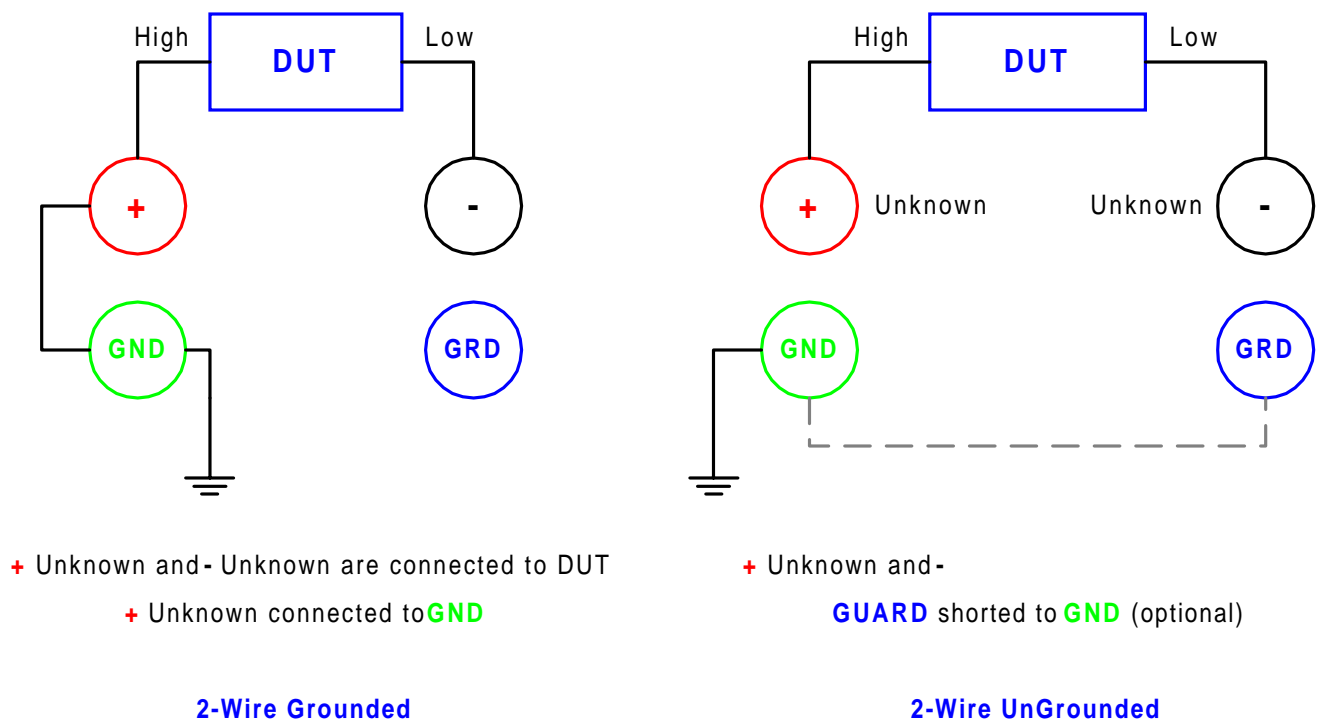 High DUT Low
+ -
GND GRD
+ Unknown and - Unknown are connected to DUT
+ Unknown connected to GND
2-Wire Grounded
High DUT Low
+ Unknown Unknown -
GND GRD
+ Unknown and -
GUARD shorted to GND (optional)
2-Wire UnGrounded